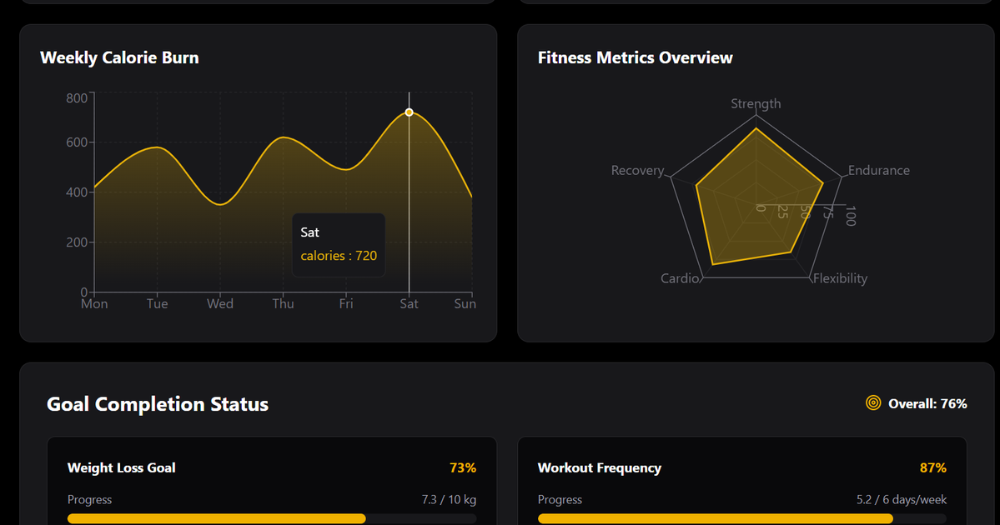 Weekly Calorie Burn
800
600
400
200
0
Mon Tue Wed Thu Fri Sat Sun
Sat
calories : 720
Fitness Metrics Overview
Strength
Endurance
Flexibility
Cardio
Recovery
0 25 50 75 100
Goal Completion Status
Overall: 76%
Weight Loss Goal 73%
Progress 7.3 / 10 kg
Workout Frequency 87%
Progress 5.2 / 6 days/week